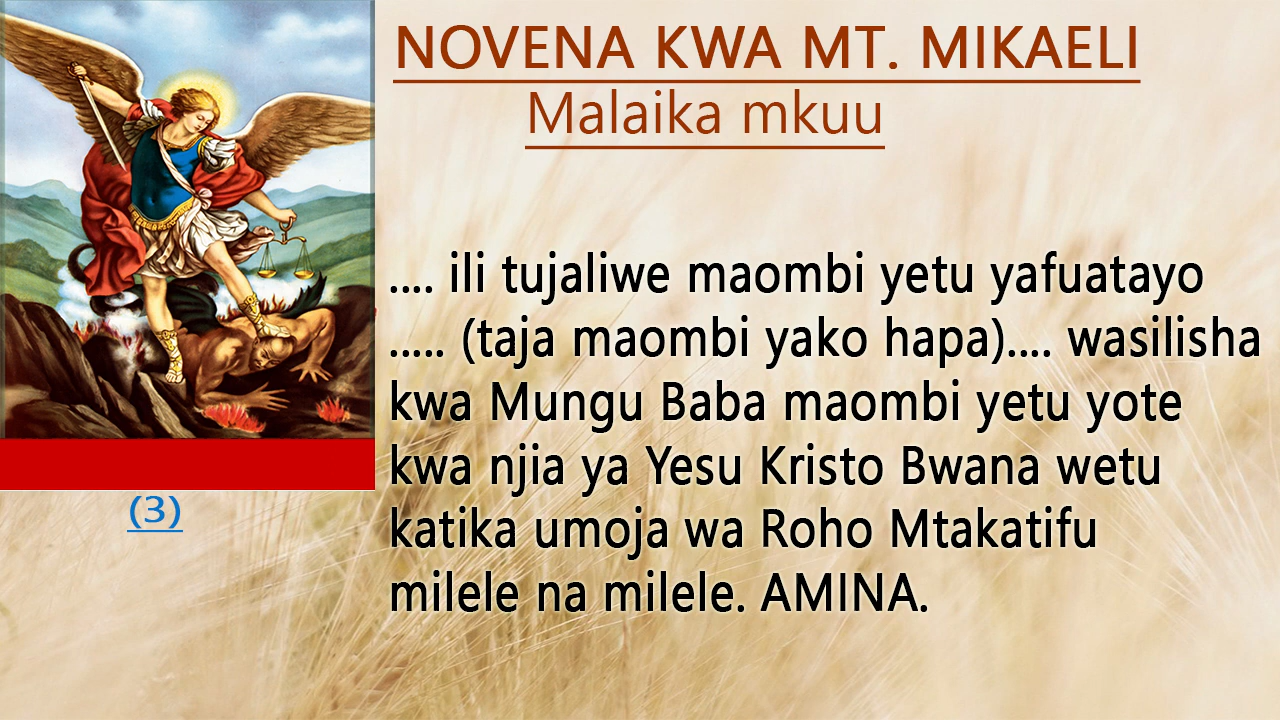 NOVENA KWA MT. MIKAELI
Malaika mkuu
.... ili tujaliwe maombi yetu yafuatayo
..... (taja maombi yako hapa).... wasilisha
kwa Mungu Baba maombi yetu yote
kwa njia ya Yesu Kristo Bwana wetu
katika umoja wa Roho Mtakatifu
milele na milele. AMINA.
(3)